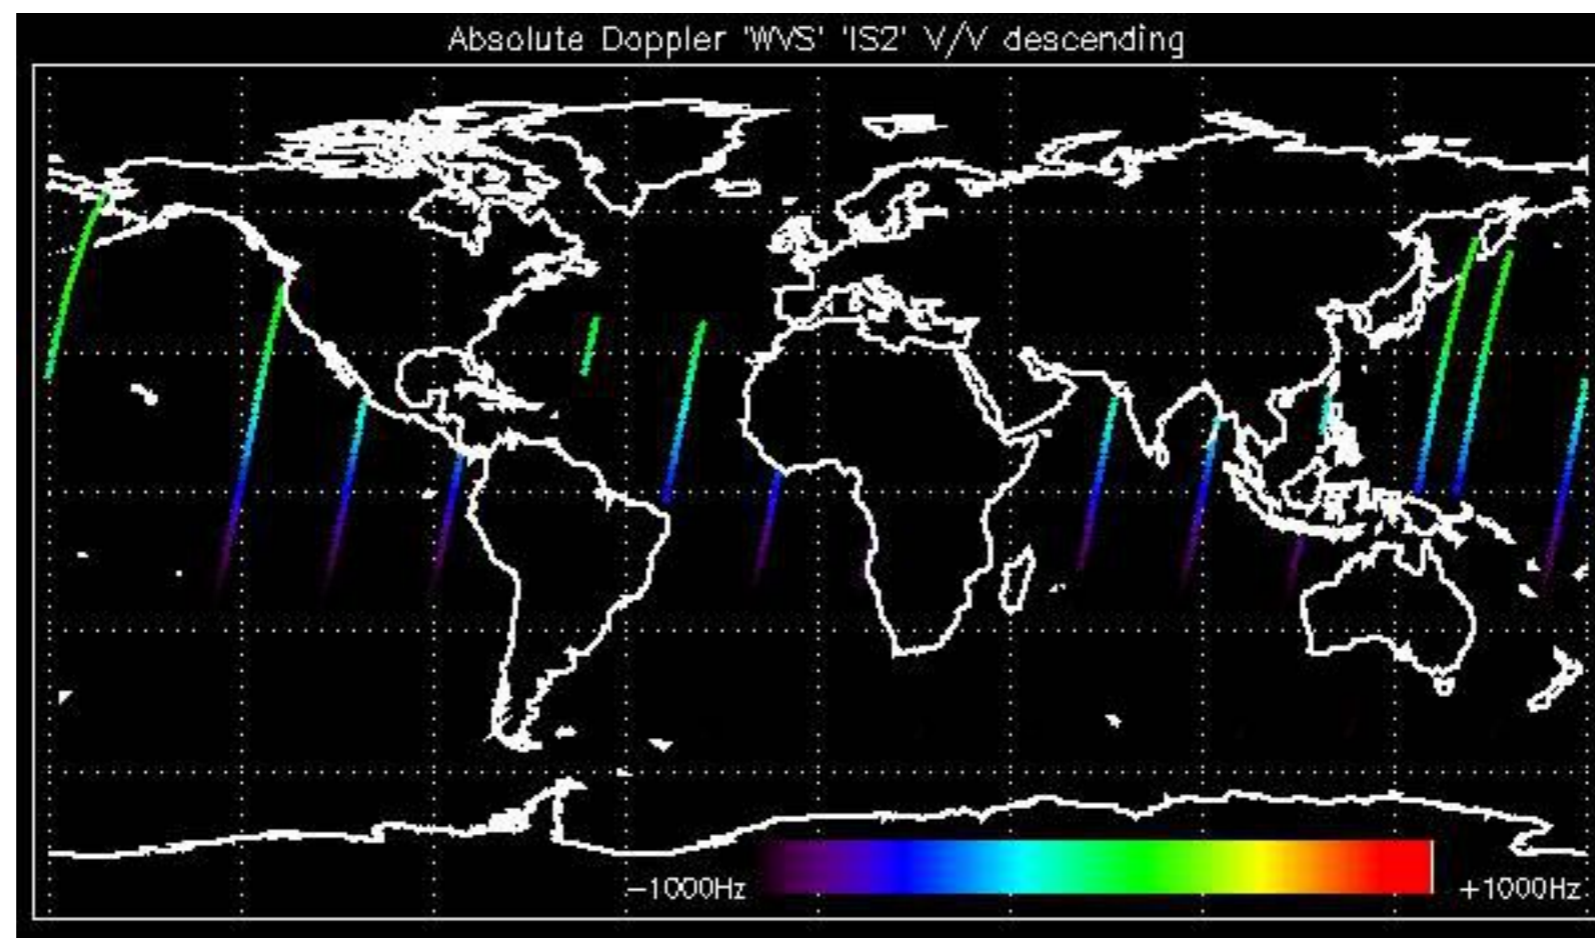 Absolute Doppler 'WVS' 'IS2' V/V descending
-1000Hz +1000Hz